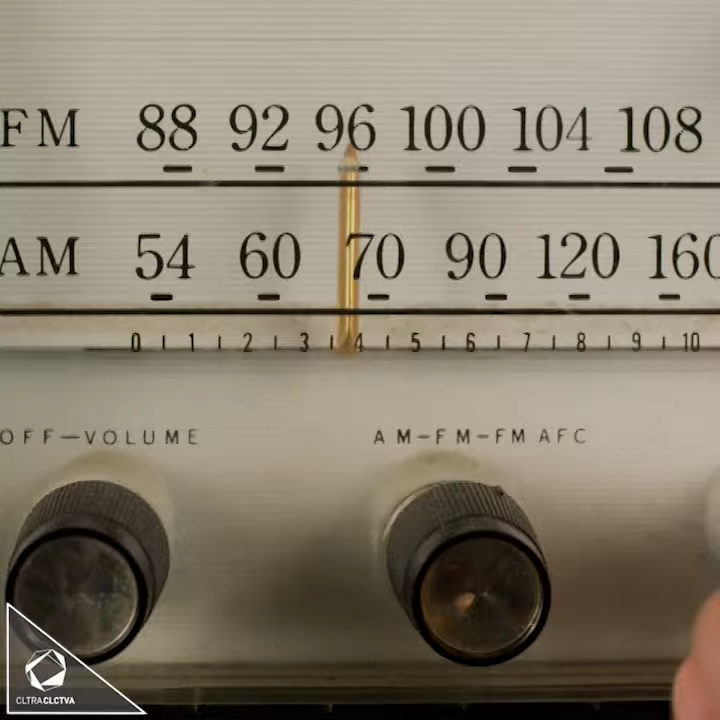 FM 88 92 96 100 104 108
AM 54 60 70 90 120 160
0 1 2 3 4 5 6 7 8 9 10
OFF—VOLUME AM-FM-FM AFC
CLTRACLCTVA